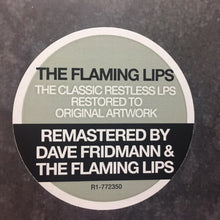 THE FLAMING LIPS
THE CLASSIC RESTLESS LPS
RESTORED TO
ORIGINAL ARTWORK
REMASTERED BY
DAVE FRIDMANN &
THE FLAMING LIPS
R1-772350